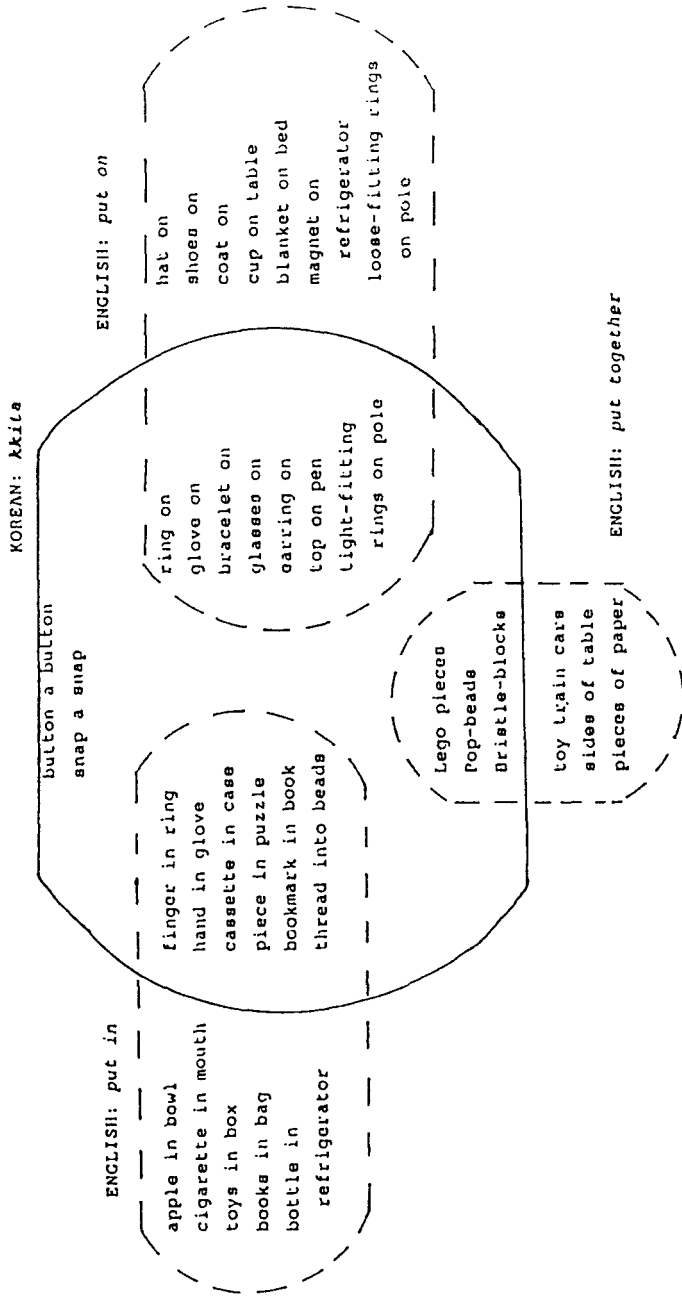 KOREAN: kkita
button a button
snap a snap
ENGLISH: put in
apple in bowl
cigarette in mouth
toys in box
books in bag
bottle in
refrigerator
finger in ring
hand in glove
cassette in case
piece in puzzle
bookmark in book
thread into beads
ENGLISH: put on
ring on
glove on
bracelet on
glasses on
earring on
top on pen
tight-fitting
rings on pole
hat on
shoes on
coat on
cup on table
blanket on bed
magnet on
refrigerator
loose-fitting rings
on pole
Lego pieces
Pop-beads
Bristle-blocks
toy train cars
sides of table
pieces of paper
ENGLISH: put together